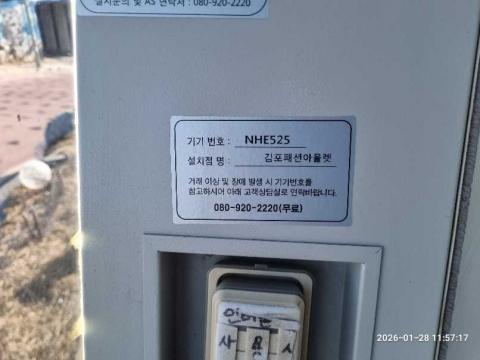 설치문의 및 AS 연락처 : 080-920-2220
기기 번호 : NHE525
설치점 명 : 김포패션아울렛
거래 이상 및 장애 발생 시 기기번호를
참고하시어 아래 고객상담실로 연락바랍니다.
080-920-2220(무료)
사 용 시
2026-01-28 11:57:17